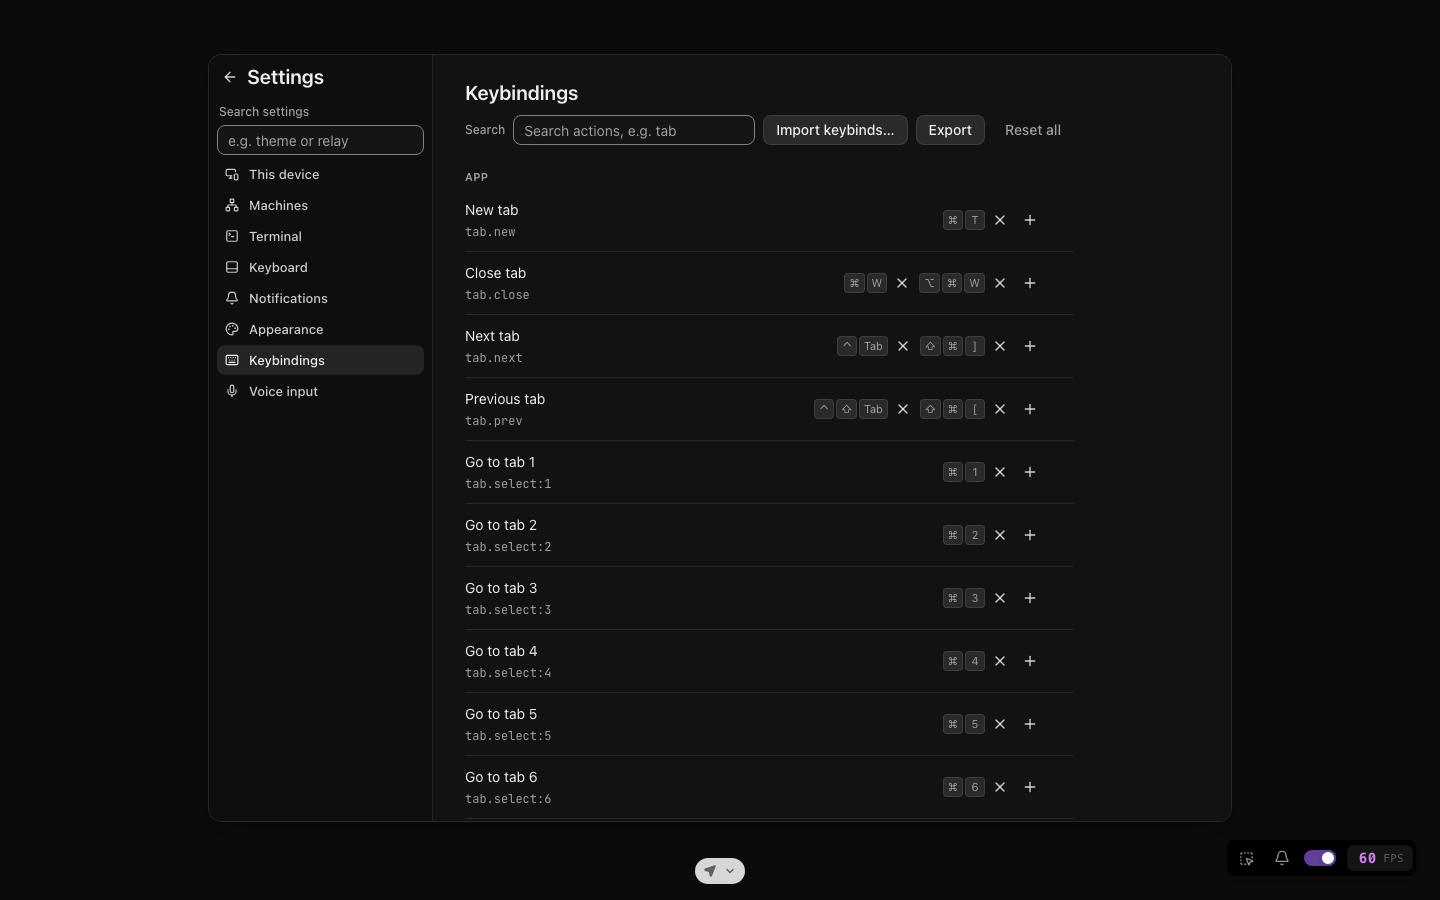 Settings
Search settings
e.g. theme or relay
This device
Machines
Terminal
Keyboard
Notifications
Appearance
Keybindings
Voice input
Keybindings
Search
Search actions, e.g. tab
Import keybinds...
Export
Reset all
APP
New tab
tab.new
⌘ T
Close tab
tab.close
⌘ W
⌥ ⌘ W
Next tab
tab.next
^ Tab
⇧ ⌘ ]
Previous tab
tab.prev
^ ⇧ Tab
⇧ ⌘ [
Go to tab 1
tab.select:1
⌘ 1
Go to tab 2
tab.select:2
⌘ 2
Go to tab 3
tab.select:3
⌘ 3
Go to tab 4
tab.select:4
⌘ 4
Go to tab 5
tab.select:5
⌘ 5
Go to tab 6
tab.select:6
⌘ 6
60 FPS